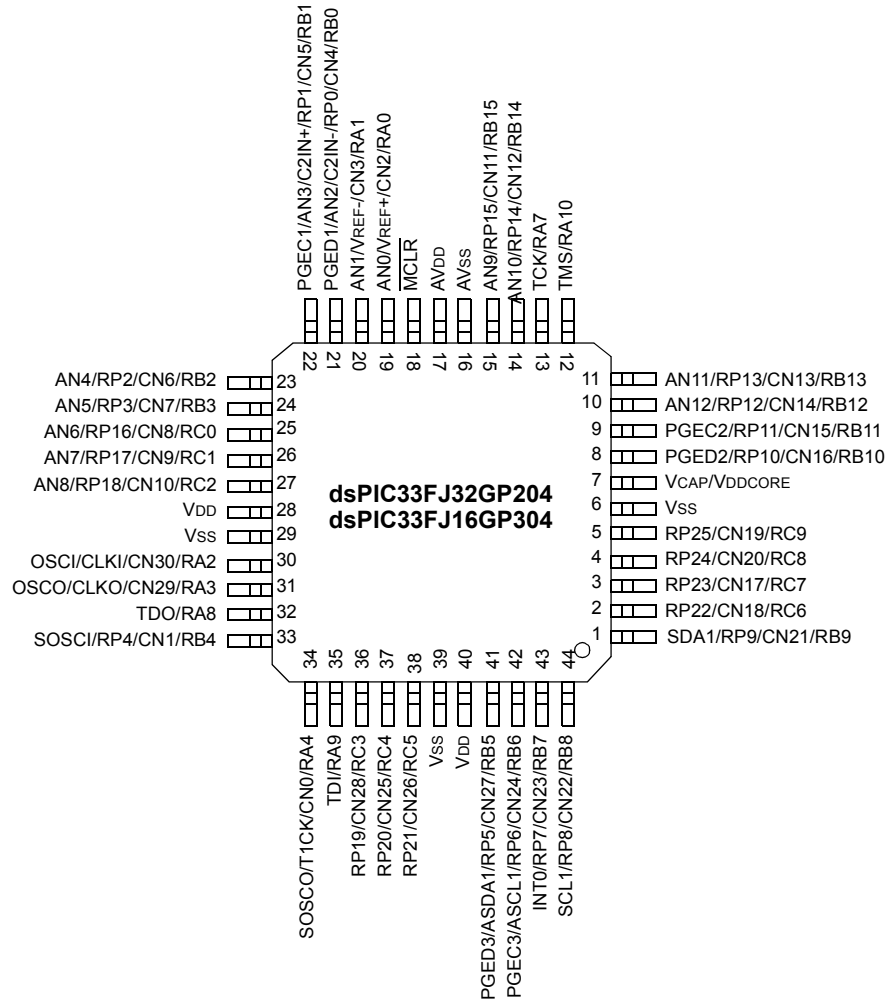 PGEC1/AN3/C2IN+/RP1/CN5/RB1
PGED1/AN2/C2IN-/RP0/CN4/RB0
AN1/VREF-/CN3/RA1
AN0/VREF+/CN2/RA0
MCLR
AVDD
AVSS
AN9/RP15/CN11/RB15
AN10/RP14/CN12/RB14
TCK/RA7
TMS/RA10
22
21
20
19
18
17
16
15
14
13
12
AN4/RP2/CN6/RB2 23
AN5/RP3/CN7/RB3 24
AN6/RP16/CN8/RC0 25
AN7/RP17/CN9/RC1 26
AN8/RP18/CN10/RC2 27
VDD 28
VSS 29
OSCI/CLKI/CN30/RA2 30
OSCO/CLKO/CN29/RA3 31
TDO/RA8 32
SOSCI/RP4/CN1/RB4 33
dsPIC33FJ32GP204
dsPIC33FJ16GP304
11 AN11/RP13/CN13/RB13
10 AN12/RP12/CN14/RB12
9 PGEC2/RP11/CN15/RB11
8 PGED2/RP10/CN16/RB10
7 VCAP/VDDCORE
6 VSS
5 RP25/CN19/RC9
4 RP24/CN20/RC8
3 RP23/CN17/RC7
2 RP22/CN18/RC6
1 SDA1/RP9/CN21/RB9
34
35
36
37
38
39
40
41
42
43
44
SOSCO/T1CK/CN0/RA4
TDI/RA9
RP19/CN28/RC3
RP20/CN25/RC4
RP21/CN26/RC5
VSS
VDD
PGED3/ASDA1/RP5/CN27/RB5
PGEC3/ASCL1/RP6/CN24/RB6
INT0/RP7/CN23/RB7
SCL1/RP8/CN22/RB8